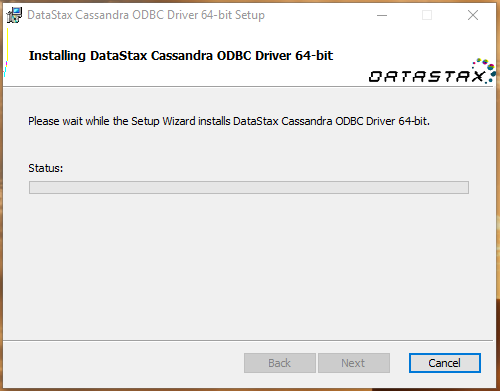 DataStax Cassandra ODBC Driver 64-bit Setup
Installing DataStax Cassandra ODBC Driver 64-bit
DATASTAX
Please wait while the Setup Wizard installs DataStax Cassandra ODBC Driver 64-bit.
Status:
Back
Next
Cancel